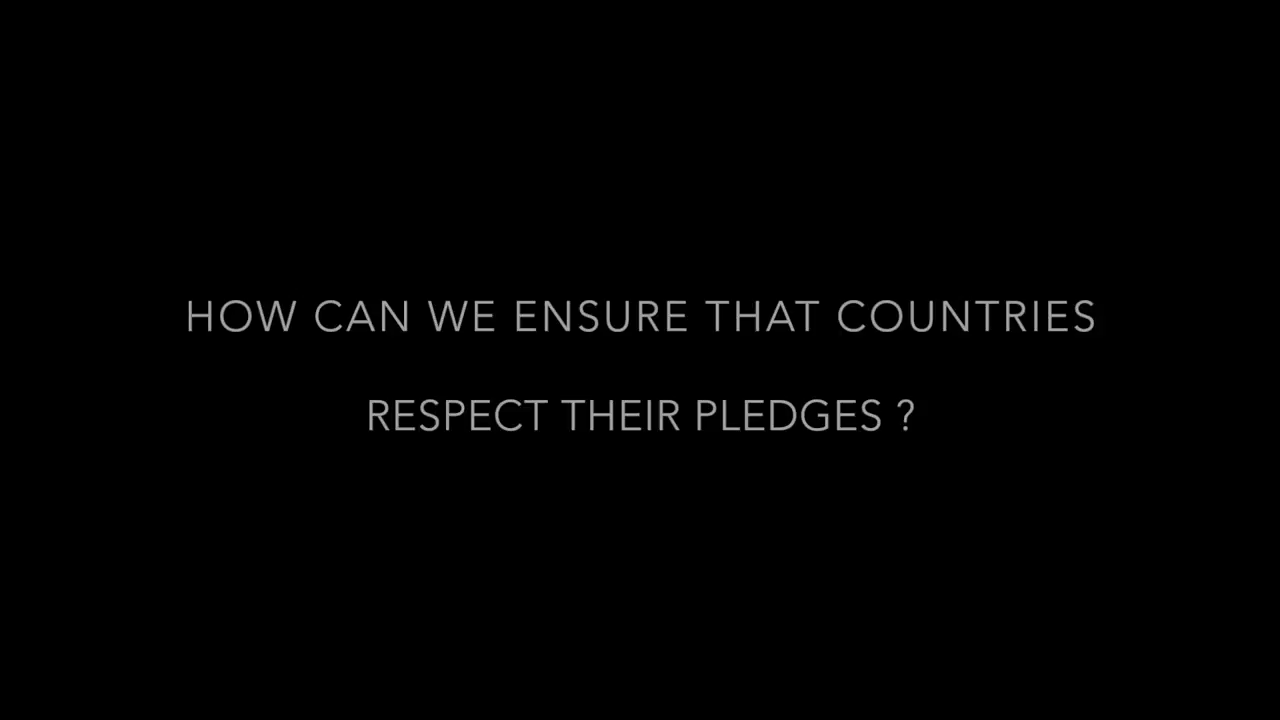 HOW CAN WE ENSURE THAT COUNTRIES
RESPECT THEIR PLEDGES ?